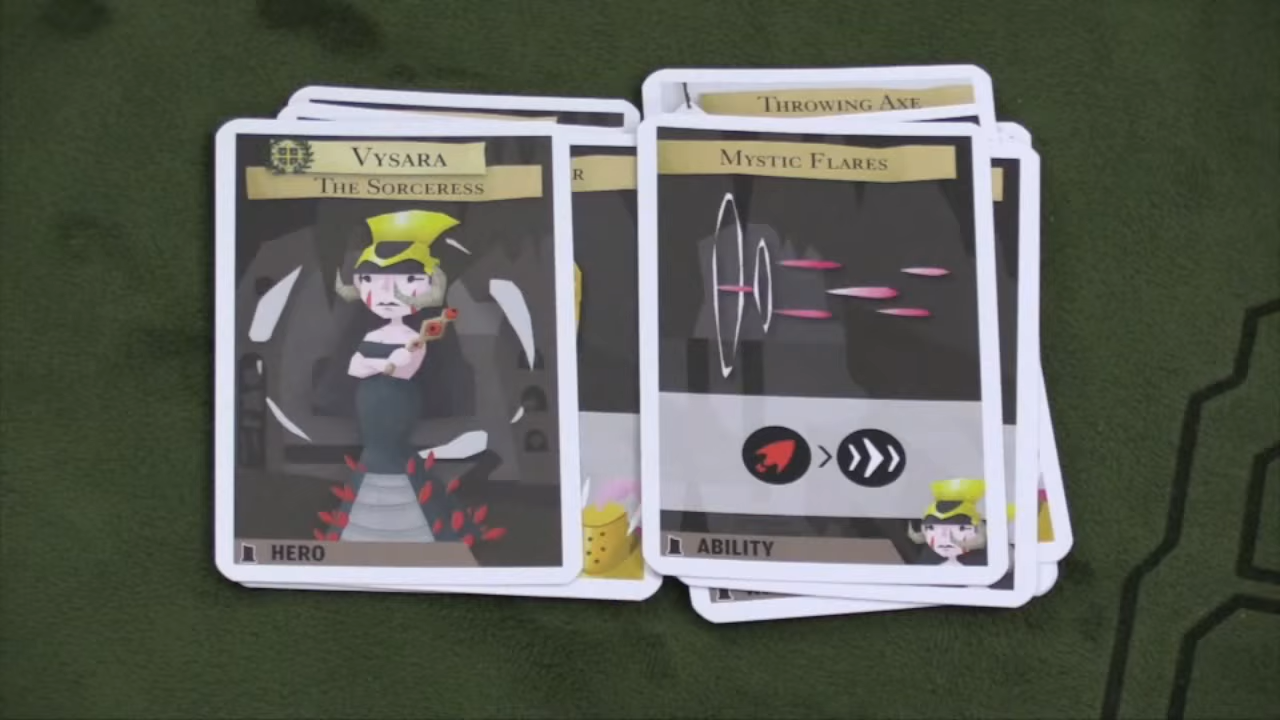 VYSARA
THE SORCERESS
HERO
R
THROWING AXE
MYSTIC FLARES
ABILITY